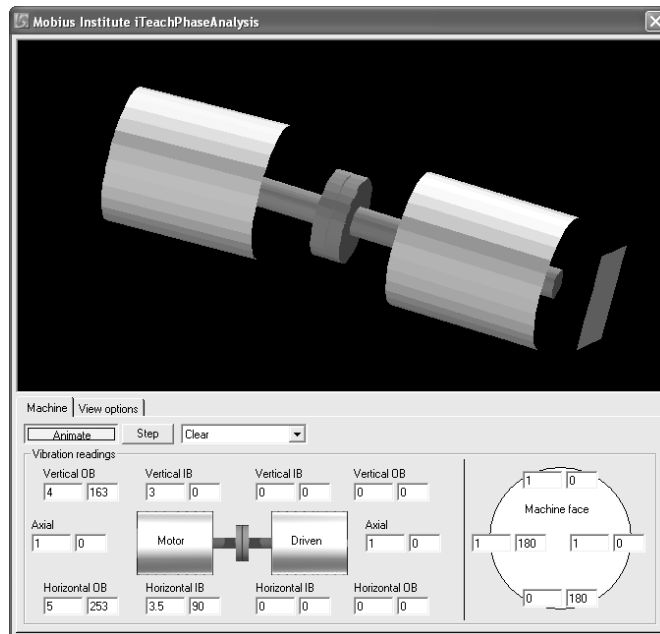 Mobius Institute iTeachPhaseAnalysis
Machine View options
Animate Step Clear
Vibration readings
Vertical OB Vertical IB Vertical IB Vertical OB
4 163 3 0 0 0 0 0
1 0
Machine face
Axial Axial
1 0 Motor Driven 1 0
1 180 1 0
Horizontal OB Horizontal IB Horizontal IB Horizontal OB
5 253 3.5 90 0 0 0 0
0 180